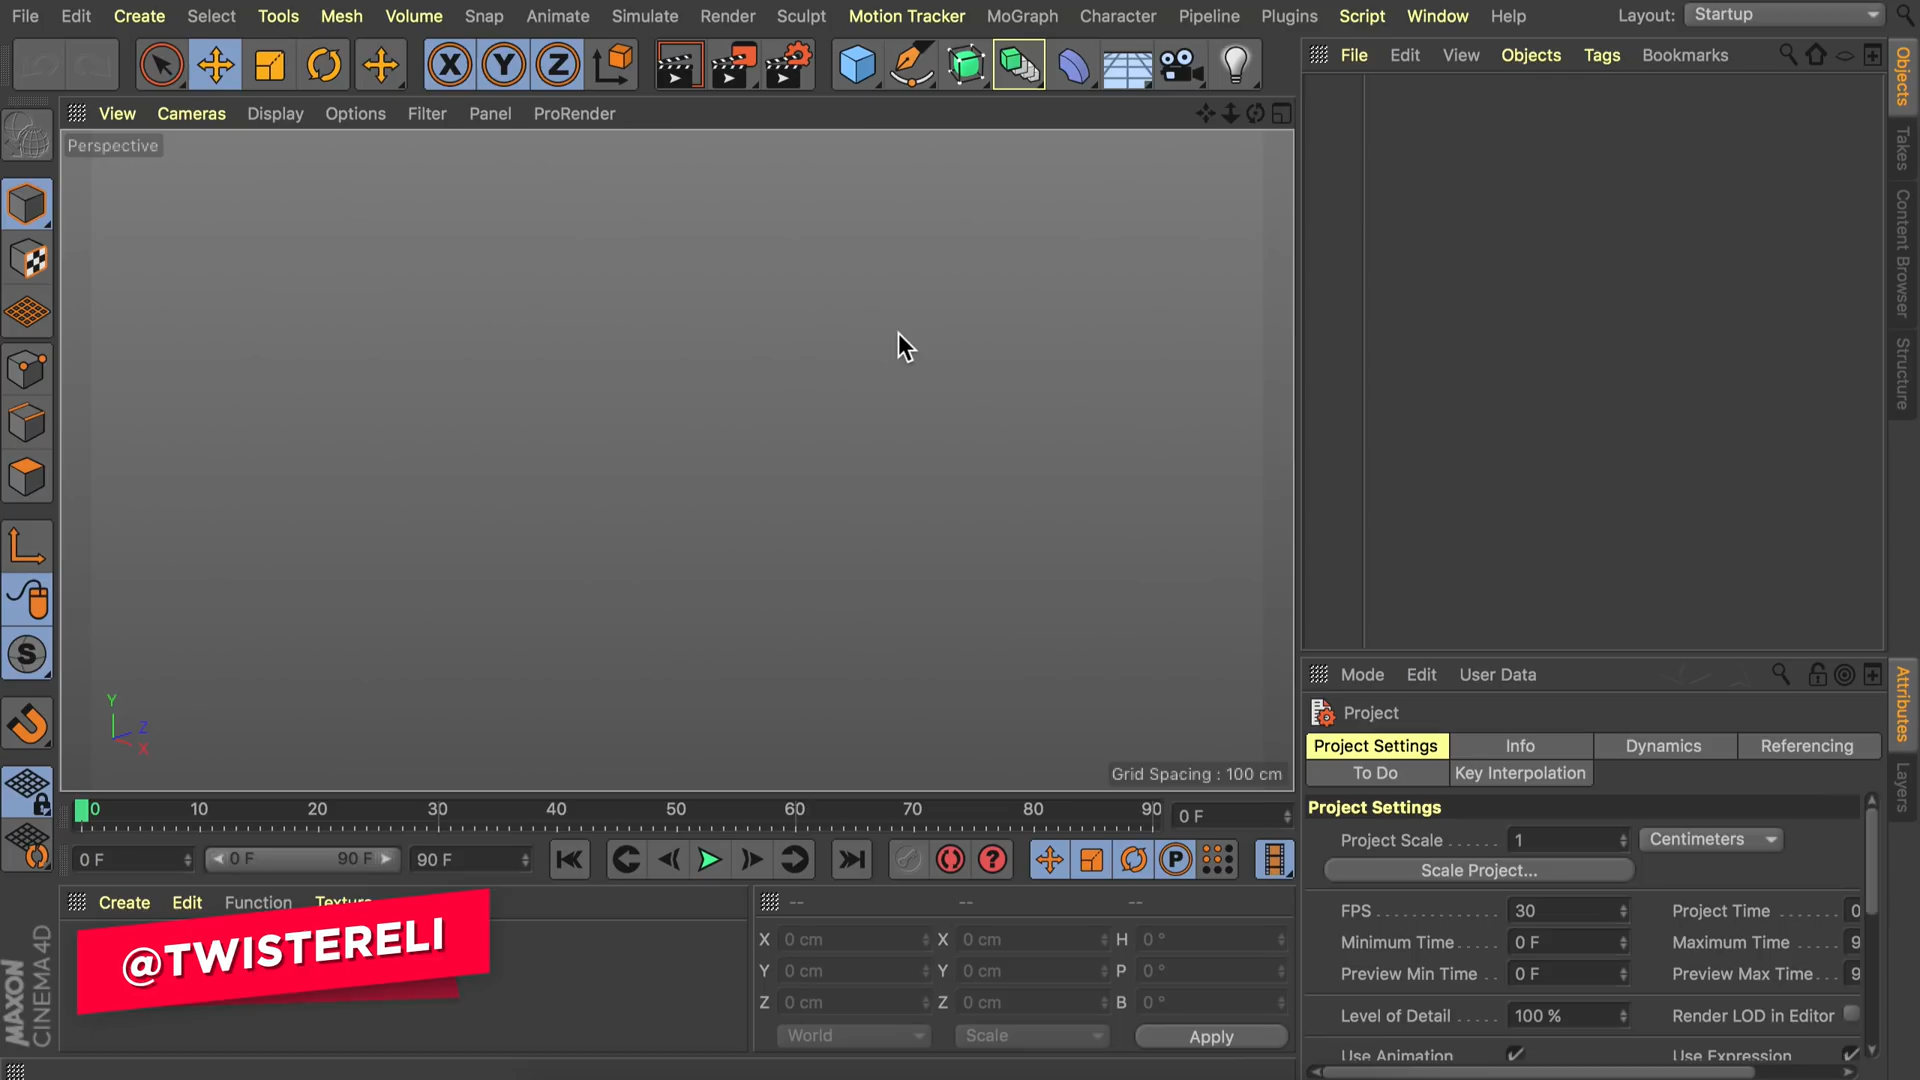 File Edit Create Select Tools Mesh Volume Snap Animate Simulate Render Sculpt Motion Tracker MoGraph Character Pipeline Plugins Script Window Help Layout: Startup
X Y Z
File Edit View Objects Tags Bookmarks
Objects
Takes
Content Browser
Structure
View Cameras Display Options Filter Panel ProRender
Perspective
S
Y
Z
X
Grid Spacing : 100 cm
0 10 20 30 40 50 60 70 80 90 0 F
0 F 0 F 90 F 90 F ? P
Create Edit Function Texture
@TWISTERELI
MAXON
CINEMA 4D
-- -- --
X 0 cm X 0 cm H 0 °
Y 0 cm Y 0 cm P 0 °
Z 0 cm Z 0 cm B 0 °
World Scale Apply
Mode Edit User Data
Attributes
Layers
Project
Project Settings Info Dynamics Referencing
To Do Key Interpolation
Project Settings
Project Scale ...... 1 Centimeters
Scale Project...
FPS .............. 30 Project Time ....... 0
Minimum Time ..... 0 F Maximum Time ..... 9
Preview Min Time .. 0 F Preview Max Time... 9
Level of Detail ..... 100 % Render LOD in Editor
Use Animation Use Expression